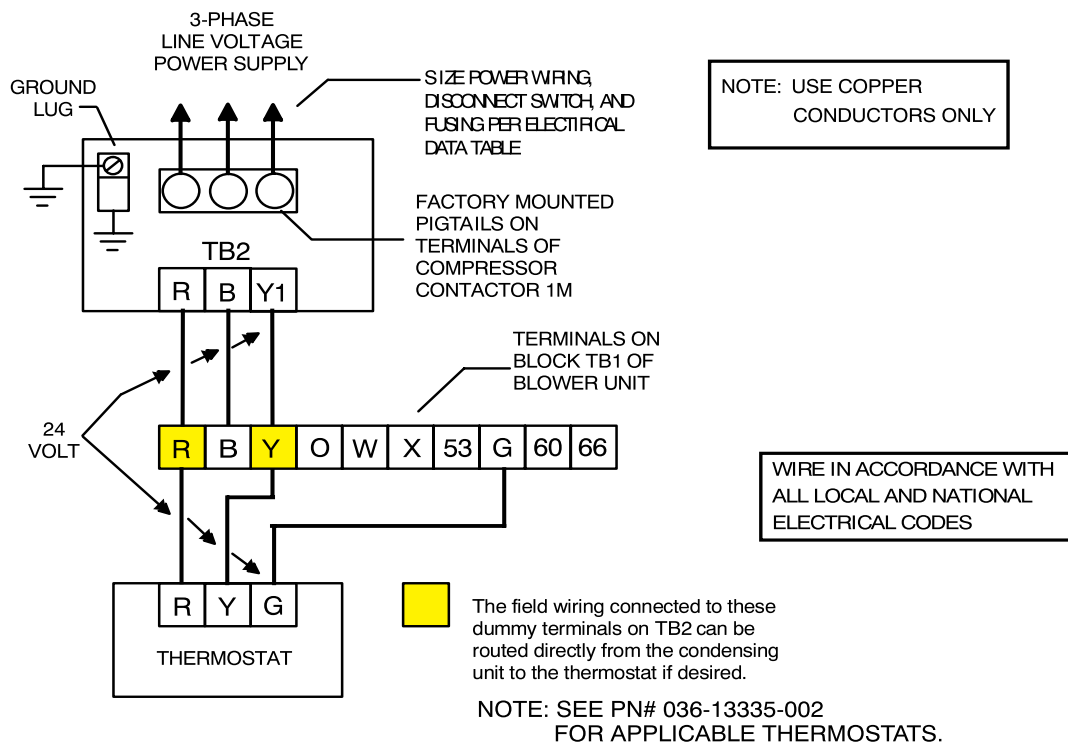 3-PHASE
LINE VOLTAGE
POWER SUPPLY
GROUND
LUG
SIZE POWER WIRING,
DISCONNECT SWITCH, AND
FUSING PER ELECTRICAL
DATA TABLE
NOTE: USE COPPER
CONDUCTORS ONLY
FACTORY MOUNTED
PIGTAILS ON
TERMINALS OF
COMPRESSOR
CONTACTOR 1M
TB2
R B Y1
TERMINALS ON
BLOCK TB1 OF
BLOWER UNIT
24
VOLT
R B Y O W X 53 G 60 66
WIRE IN ACCORDANCE WITH
ALL LOCAL AND NATIONAL
ELECTRICAL CODES
R Y G
THERMOSTAT
The field wiring connected to these
dummy terminals on TB2 can be
routed directly from the condensing
unit to the thermostat if desired.
NOTE: SEE PN# 036-13335-002
FOR APPLICABLE THERMOSTATS.